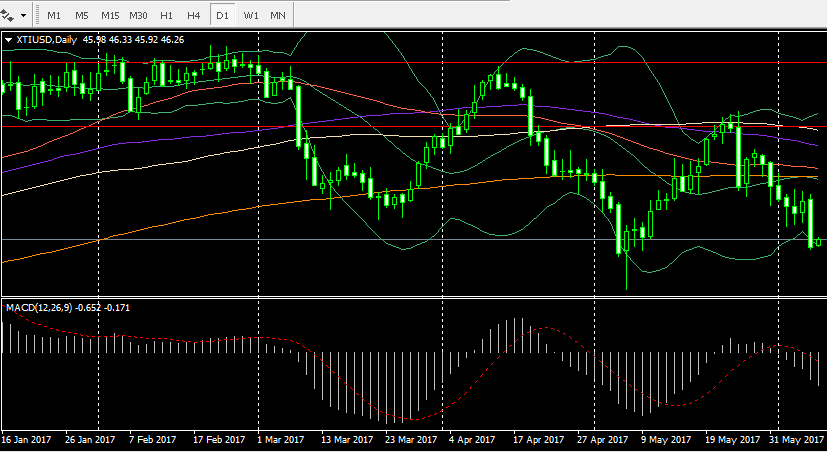 M1 M5 M15 M30 H1 H4 D1 W1 MN
XTIUSD,Daily 45.98 46.33 45.92 46.26
MACD(12,26,9) -0.652 -0.171
16 Jan 2017 26 Jan 2017 7 Feb 2017 17 Feb 2017 1 Mar 2017 13 Mar 2017 23 Mar 2017 4 Apr 2017 17 Apr 2017 27 Apr 2017 9 May 2017 19 May 2017 31 May 2017